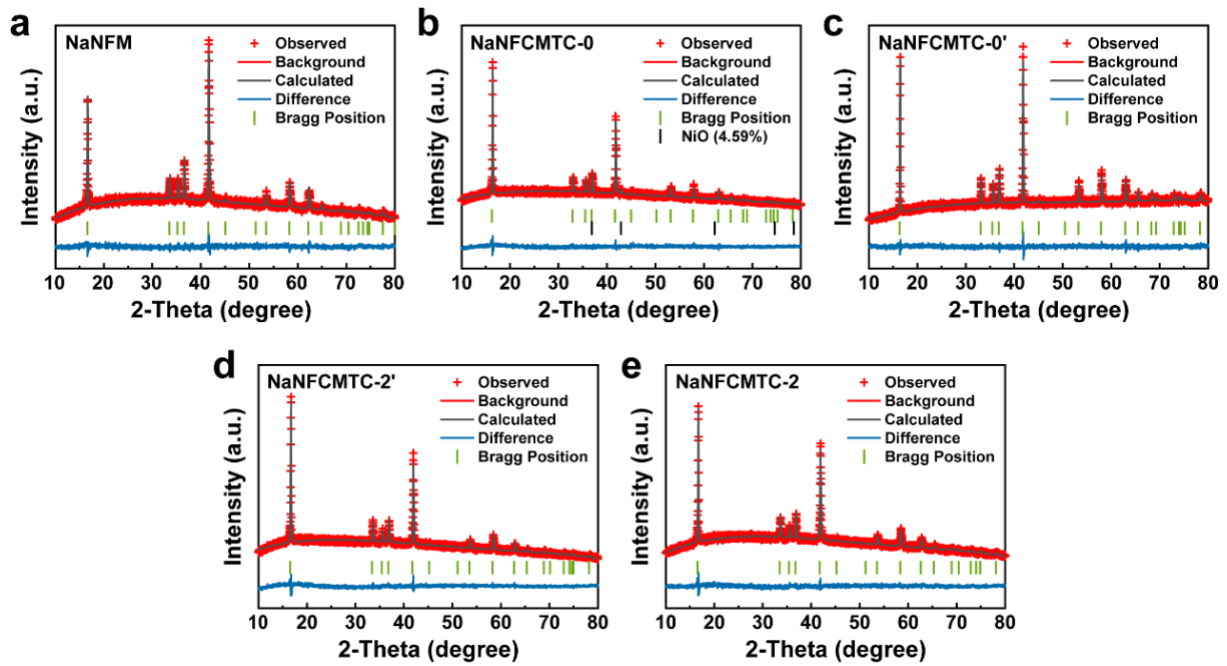 a
NaNFM
Observed
Background
Calculated
Difference
Bragg Position
Intensity (a.u.)
10 20 30 40 50 60 70 80
2-Theta (degree)
b
NaNFCMTC-0
Observed
Background
Calculated
Difference
Bragg Position
NiO (4.59%)
Intensity (a.u.)
10 20 30 40 50 60 70 80
2-Theta (degree)
c
NaNFCMTC-0'
Observed
Background
Calculated
Difference
Bragg Position
Intensity (a.u.)
10 20 30 40 50 60 70 80
2-Theta (degree)
d
NaNFCMTC-2'
Observed
Background
Calculated
Difference
Bragg Position
Intensity (a.u.)
10 20 30 40 50 60 70 80
2-Theta (degree)
e
NaNFCMTC-2
Observed
Background
Calculated
Difference
Bragg Position
Intensity (a.u.)
10 20 30 40 50 60 70 80
2-Theta (degree)